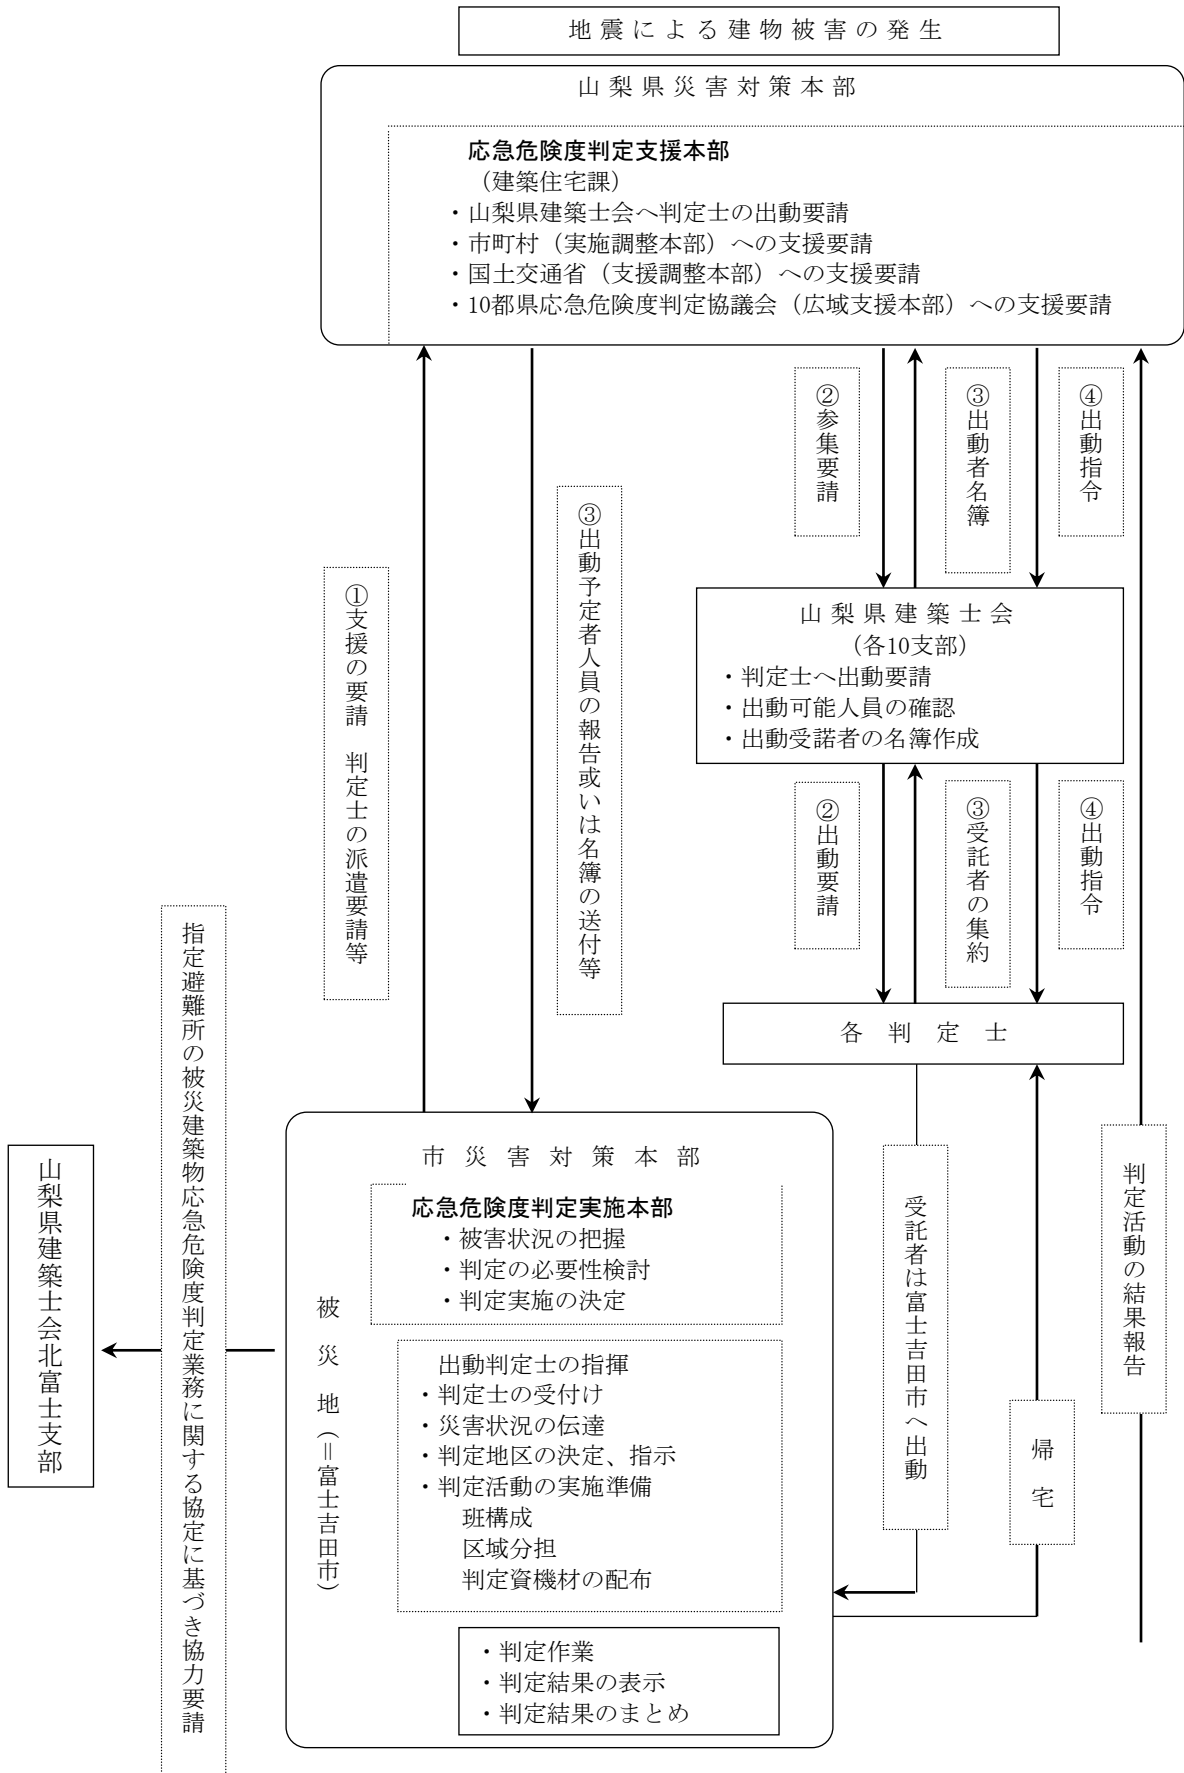 地震による建物被害の発生
山梨県災害対策本部
応急危険度判定支援本部
（建築住宅課）
・山梨県建築士会へ判定士の出動要請
・市町村（実施調整本部）への支援要請
・国土交通省（支援調整本部）への支援要請
・10都県応急危険度判定協議会（広域支援本部）への支援要請
①支援の要請　判定士の派遣要請等
③出動予定者人員の報告或いは名簿の送付等
②参集要請
③出動者名簿
④出動指令
山梨県建築士会
（各10支部）
・判定士へ出動要請
・出動可能人員の確認
・出動受諾者の名簿作成
②出動要請
③受託者の集約
④出動指令
各判定士
市災害対策本部
応急危険度判定実施本部
・被害状況の把握
・判定の必要性検討
・判定実施の決定
被災地（＝富士吉田市）
出動判定士の指揮
・判定士の受付け
・災害状況の伝達
・判定地区の決定、指示
・判定活動の実施準備
班構成
区域分担
判定資機材の配布
・判定作業
・判定結果の表示
・判定結果のまとめ
受託者は富士吉田市へ出動
帰宅
判定活動の結果報告
指定避難所の被災建築物応急危険度判定業務に関する協定に基づき協力要請
山梨県建築士会北富士支部